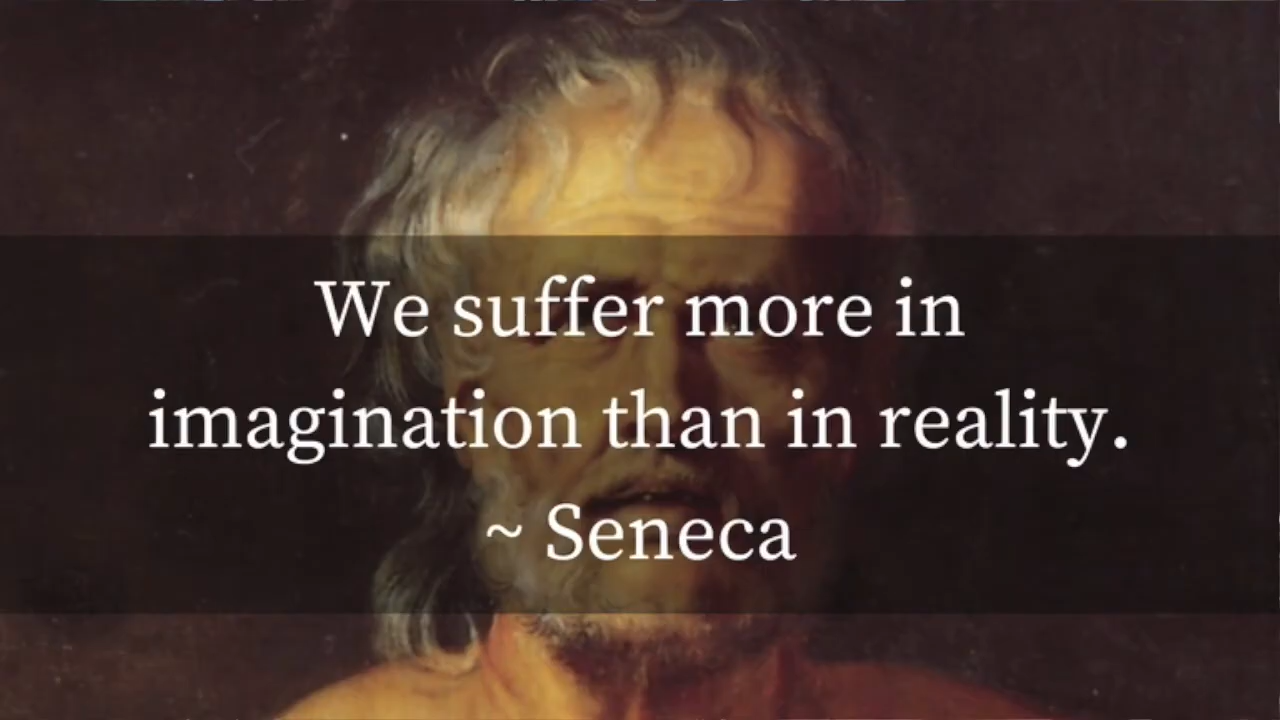 We suffer more in
imagination than in reality.
~ Seneca